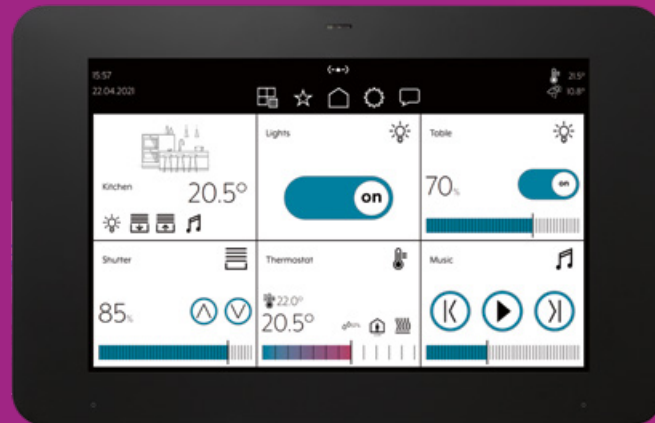 15:57
22.04.2021
21.5°
10.8°
Kitchen
20.5°
Lights
on
Table
70%
on
Shutter
85%
Thermostat
22.0°
20.5°
Music